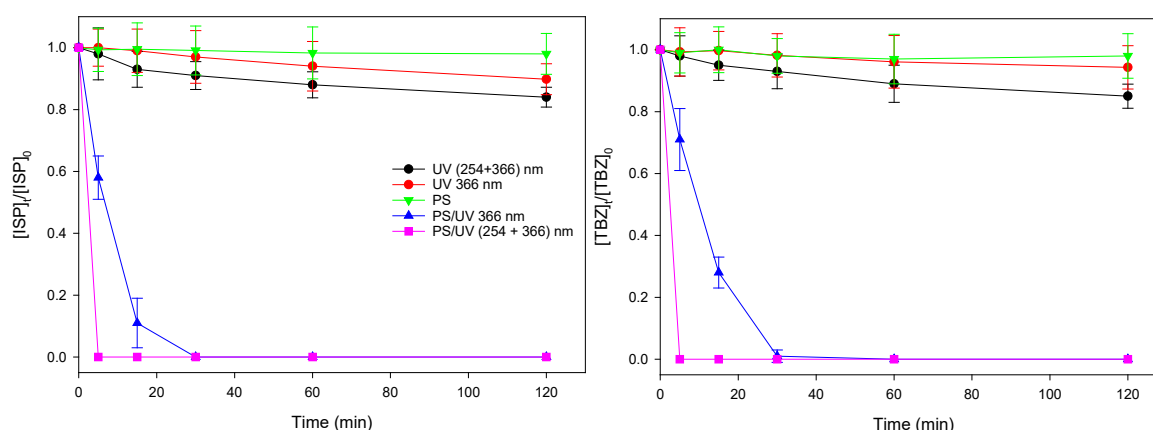 [ISP]t/[ISP]0
1.0
0.8
0.6
0.4
0.2
0.0
0 20 40 60 80 100 120
Time (min)
UV (254+366) nm
UV 366 nm
PS
PS/UV 366 nm
PS/UV (254 + 366) nm
[TBZ]t/[TBZ]0
1.0
0.8
0.6
0.4
0.2
0.0
0 20 40 60 80 100 120
Time (min)